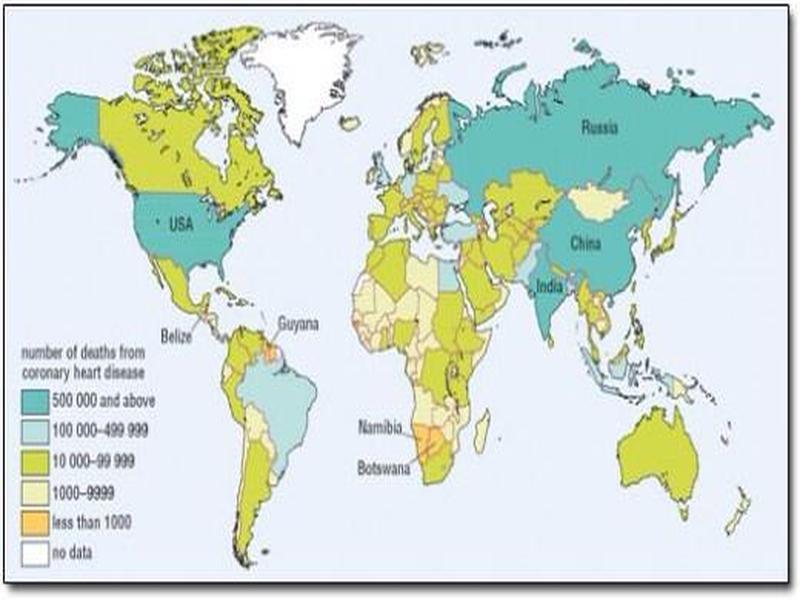 Russia
USA
China
India
Belize
Guyana
number of deaths from
coronary heart disease
500 000 and above
100 000–499 999
10 000–99 999
1000–9999
less than 1000
no data
Namibia
Botswana